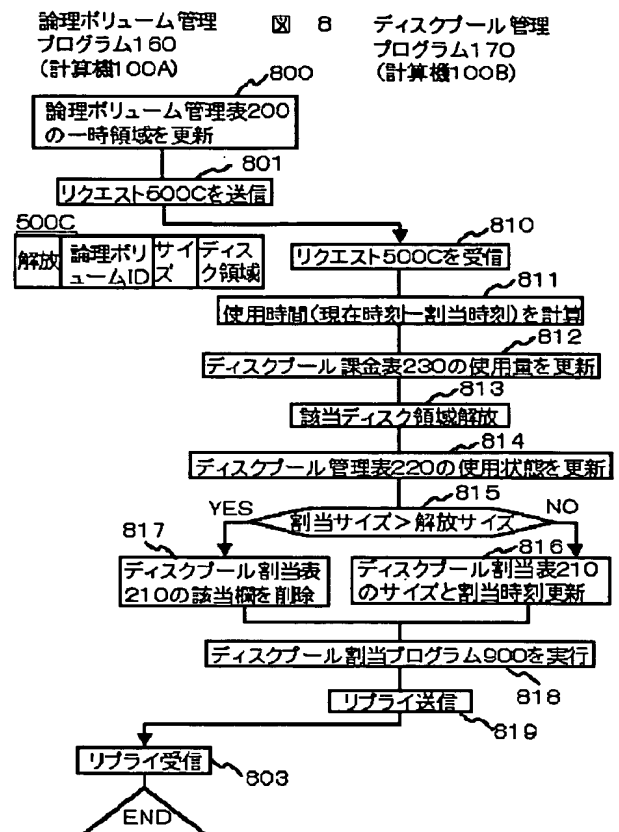 論理ボリューム管理
プログラム160
(計算機100A)
図 8
ディスクプール管理
プログラム170
(計算機100B)
800
論理ボリューム管理表200
の一時領域を更新
801
リクエスト500Cを送信
500C
解放
論理ボリ
ュームID
サイ
ズ
ディス
ク領域
810
リクエスト500Cを受信
811
使用時間(現在時刻ー割当時刻)を計算
812
ディスクプール課金表230の使用量を更新
813
該当ディスク領域解放
814
ディスクプール管理表220の使用状態を更新
815
YES
割当サイズ>解放サイズ
NO
817
ディスクプール割当表
210の該当欄を削除
816
ディスクプール割当表210
のサイズと割当時刻更新
ディスクプール割当プログラム900を実行
818
リプライ送信
819
リプライ受信
803
END